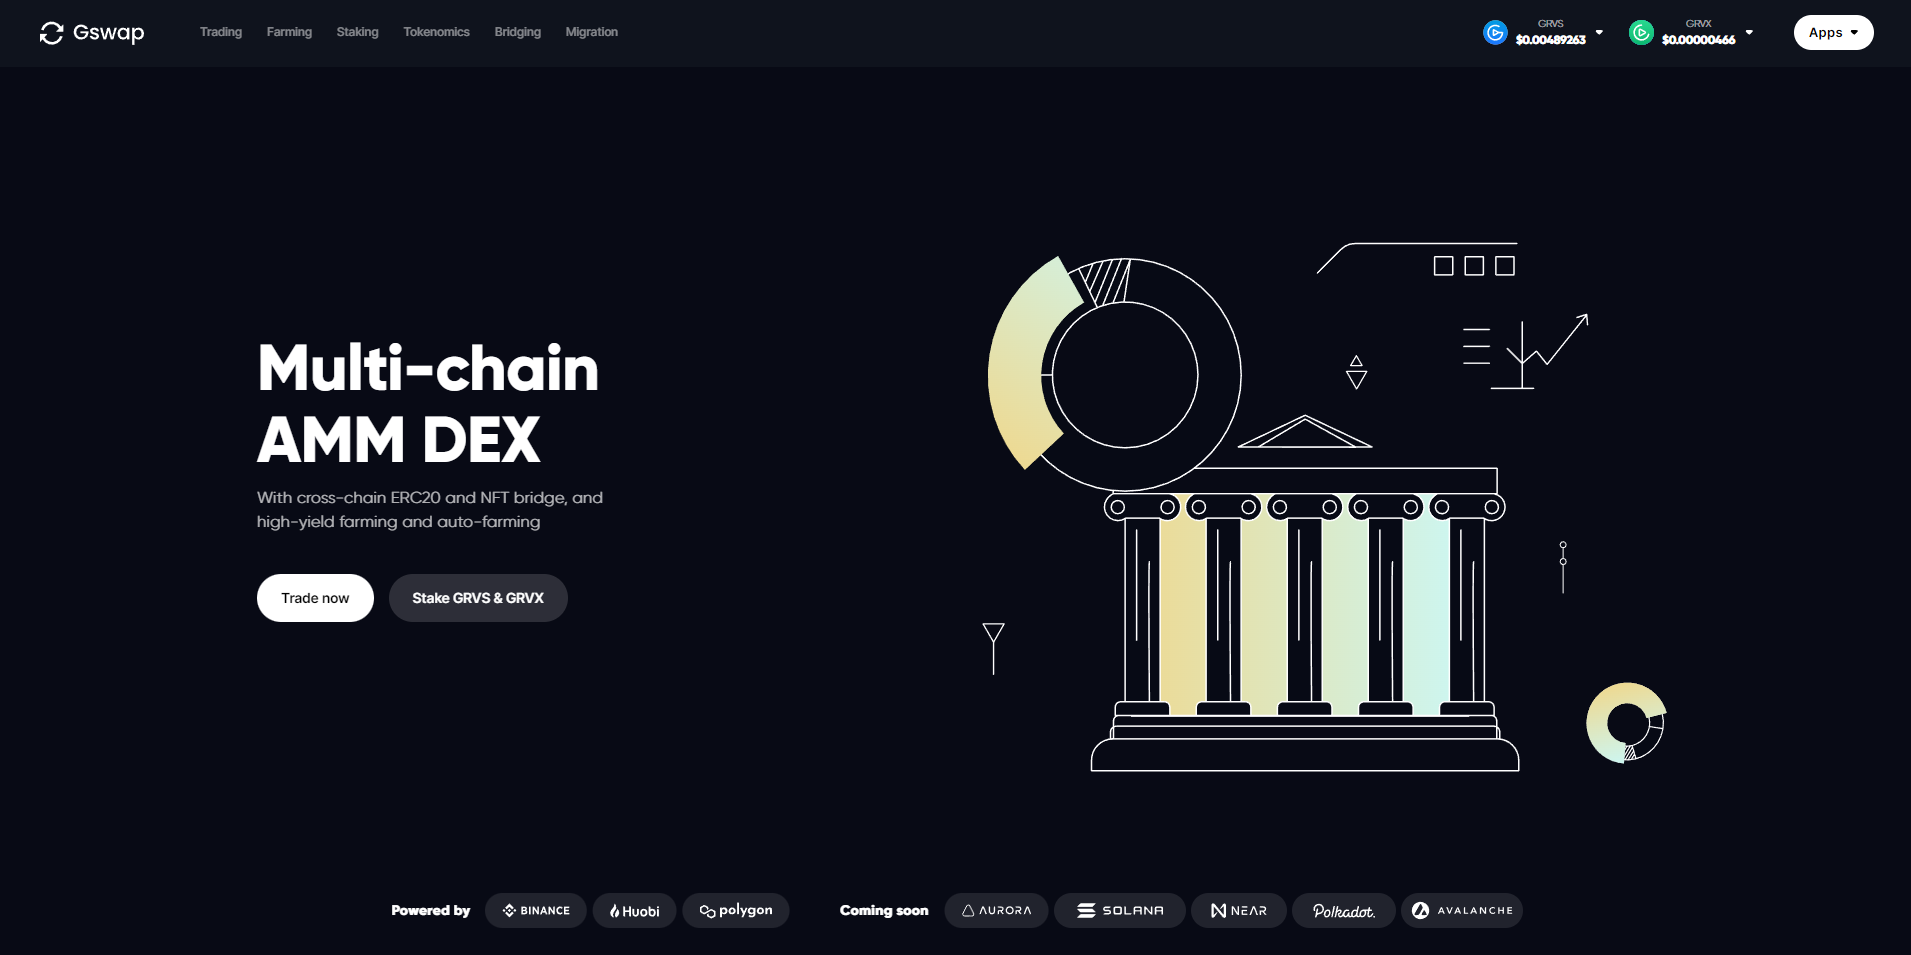 Gswap
Trading Farming Staking Tokenomics Bridging Migration
GRVS
$0.00489263
GRVX
$0.00000466
Apps
Multi-chain
AMM DEX
With cross-chain ERC20 and NFT bridge, and
high-yield farming and auto-farming
Trade now
Stake GRVS & GRVX
Powered by BINANCE Huobi polygon
Coming soon AURORA SOLANA NEAR Polkadot. AVALANCHE